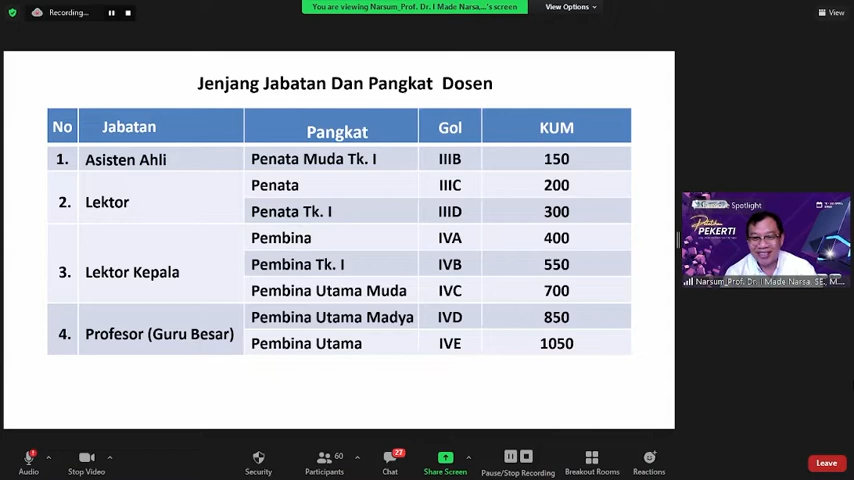 Recording...
You are viewing Narsum_Prof. Dr. I Made Narsa,...'s screen
View Options
View
Jenjang Jabatan Dan Pangkat Dosen
No Jabatan Pangkat Gol KUM
1. Asisten Ahli Penata Muda Tk. I IIIB 150
2. Lektor Penata IIIC 200
Penata Tk. I IIID 300
3. Lektor Kepala Pembina IVA 400
Pembina Tk. I IVB 550
Pembina Utama Muda IVC 700
4. Profesor (Guru Besar) Pembina Utama Madya IVD 850
Pembina Utama IVE 1050
Spotlight
Pelatihan
PEKERTI
Narsum_Prof. Dr. I Made Narsa, SE., M...
Audio
Stop Video
Security
60
Participants
27
Chat
Share Screen
Pause/Stop Recording
Breakout Rooms
Reactions
Leave